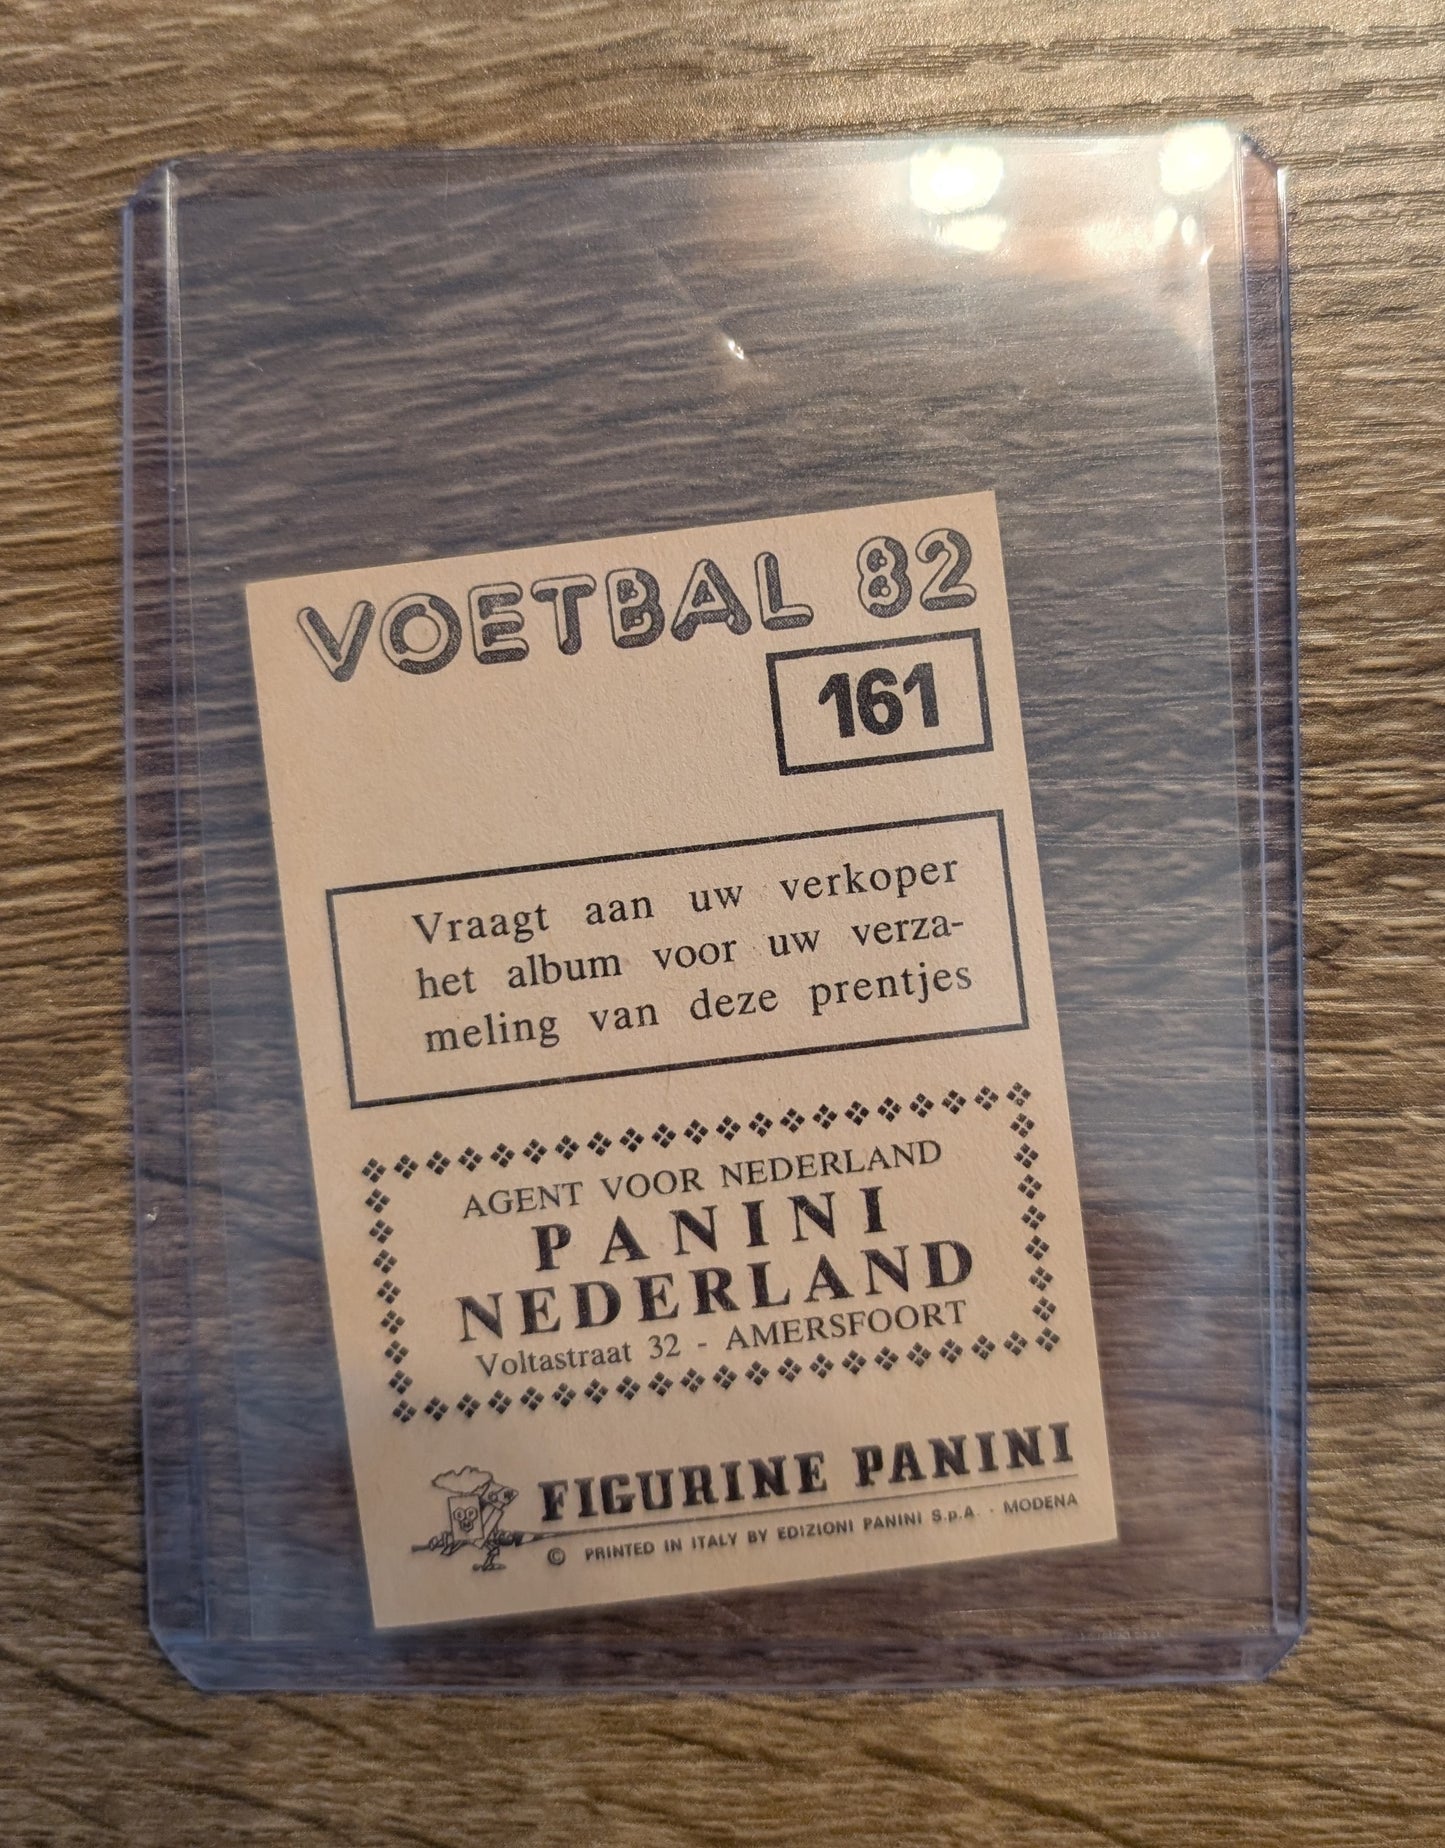 VOETBAL 82
161
Vraagt aan uw verkoper
het album voor uw verza-
meling van deze prentjes
AGENT VOOR NEDERLAND
PANINI
NEDERLAND
Voltastraat 32 - AMERSFOORT
FIGURINE PANINI
© PRINTED IN ITALY BY EDIZIONI PANINI S.p.A. - MODENA